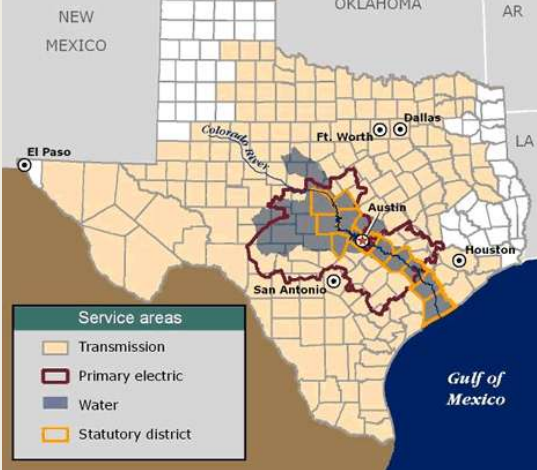 OKLAHOMA
AR
NEW
MEXICO
Colorado River
Dallas
Ft. Worth
LA
El Paso
Austin
Houston
San Antonio
Service areas
Transmission
Primary electric
Water
Statutory district
Gulf of
Mexico